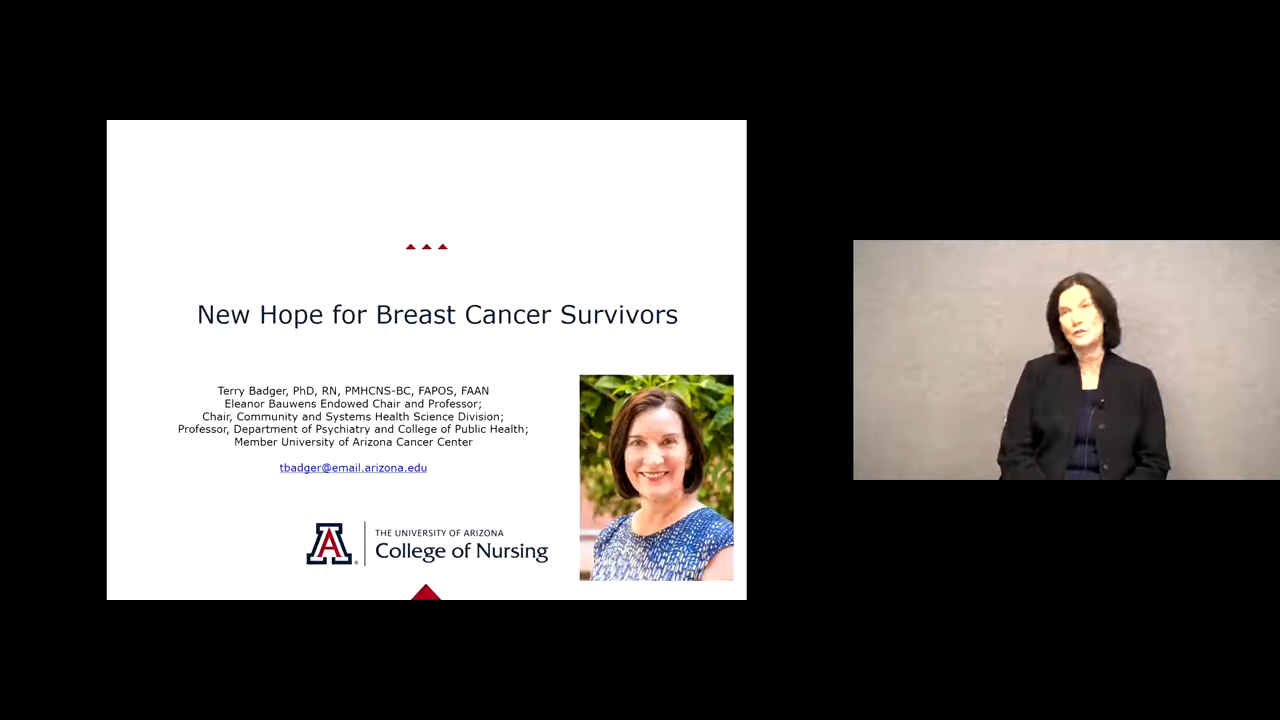 New Hope for Breast Cancer Survivors
Terry Badger, PhD, RN, PMHCNS-BC, FAPOS, FAAN
Eleanor Bauwens Endowed Chair and Professor;
Chair, Community and Systems Health Science Division;
Professor, Department of Psychiatry and College of Public Health;
Member University of Arizona Cancer Center
tbadger@email.arizona.edu
A
THE UNIVERSITY OF ARIZONA
College of Nursing